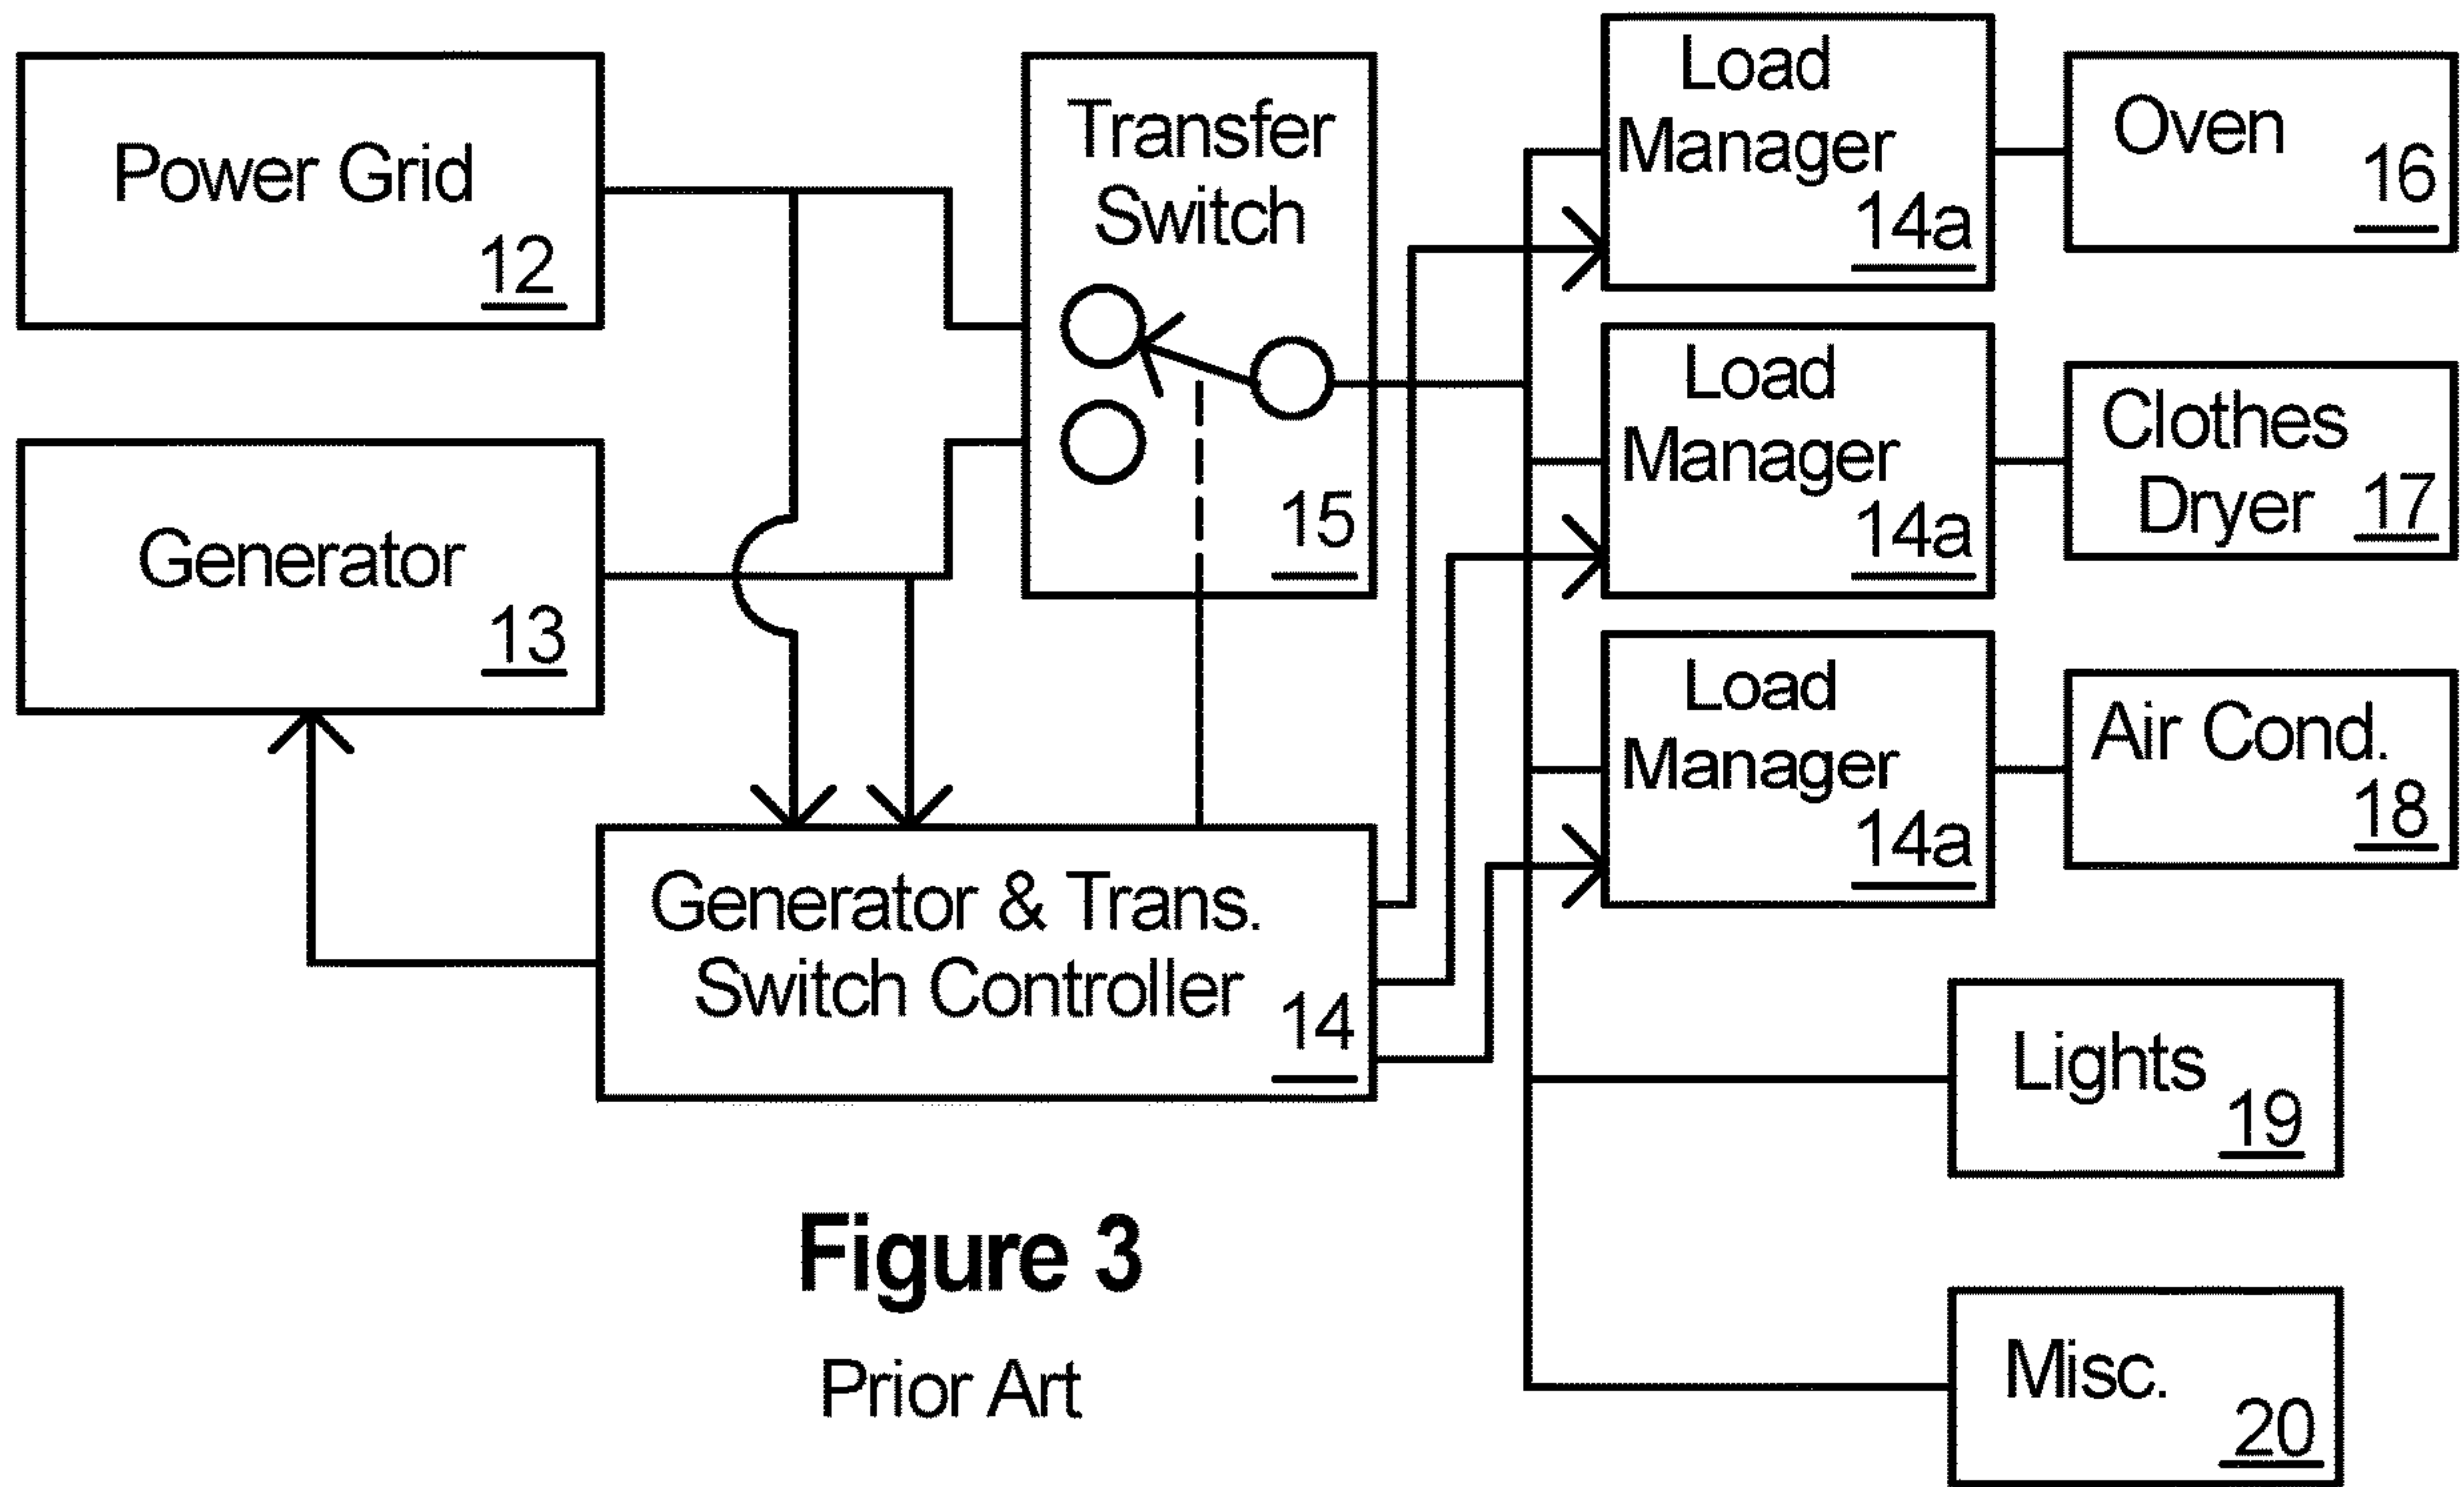 Power Grid
12
Generator
13
Transfer
Switch
15
Generator & Trans.
Switch Controller
14
Load
Manager
14a
Oven
16
Load
Manager
14a
Clothes
Dryer
17
Load
Manager
14a
Air Cond.
18
Lights
19
Misc.
20
Figure 3
Prior Art